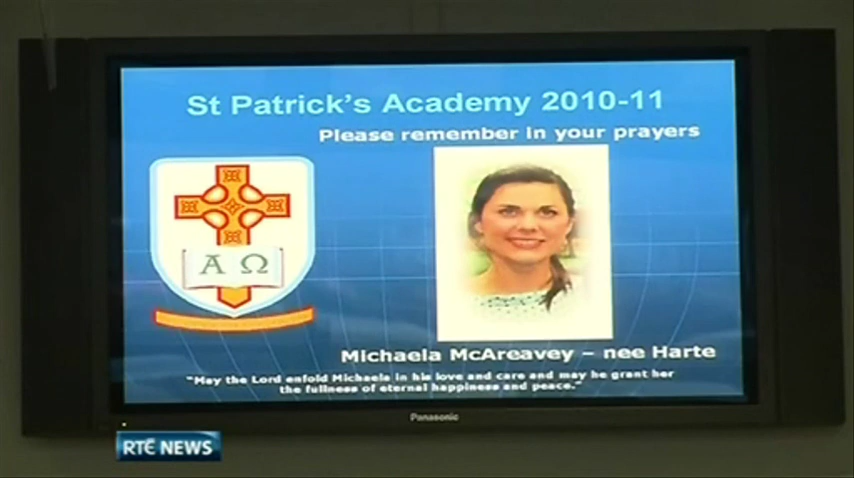 St Patrick's Academy 2010-11
Please remember in your prayers
Α Ω
Michaela McAreavey – nee Harte
"May the Lord enfold Michaela in his love and care and may he grant her
the fullness of eternal happiness and peace."
Panasonic
RTÉ NEWS